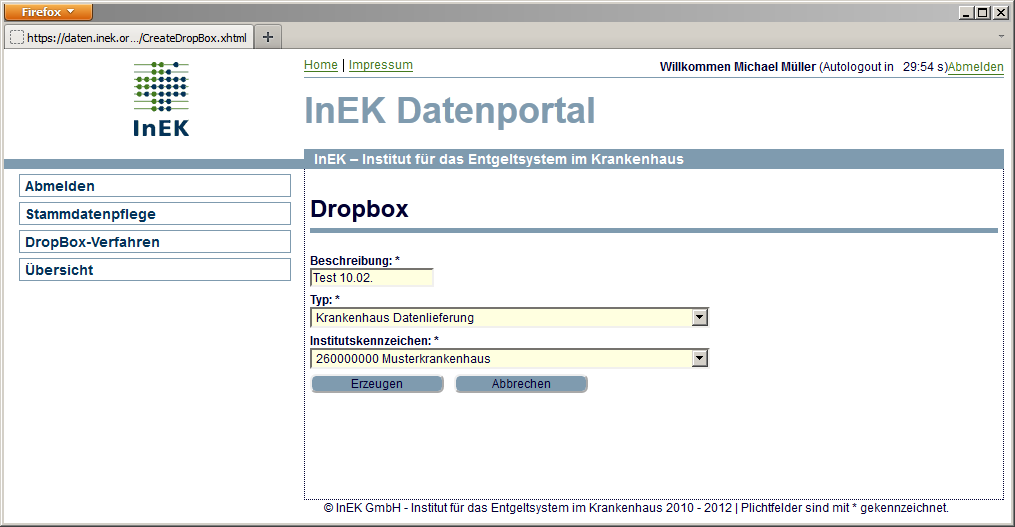 Firefox
https://daten.inek.or.../CreateDropBox.xhtml
Home | Impressum
Willkommen Michael Müller (Autologout in 29:54 s)Abmelden
InEK
InEK Datenportal
InEK – Institut für das Entgeltsystem im Krankenhaus
Abmelden
Stammdatenpflege
DropBox-Verfahren
Übersicht
Dropbox
Beschreibung: *
Test 10.02.
Typ: *
Krankenhaus Datenlieferung
Institutskennzeichen: *
260000000 Musterkrankenhaus
Erzeugen
Abbrechen
© InEK GmbH - Institut für das Entgeltsystem im Krankenhaus 2010 - 2012 | Plichtfelder sind mit * gekennzeichnet.